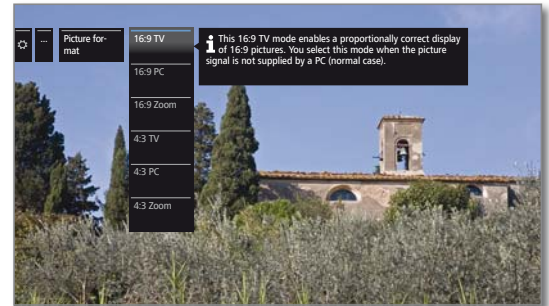 ...
Picture for-
mat
16:9 TV
16:9 PC
16:9 Zoom
4:3 TV
4:3 PC
4:3 Zoom
This 16:9 TV mode enables a proportionally correct display
of 16:9 pictures. You select this mode when the picture
signal is not supplied by a PC (normal case).